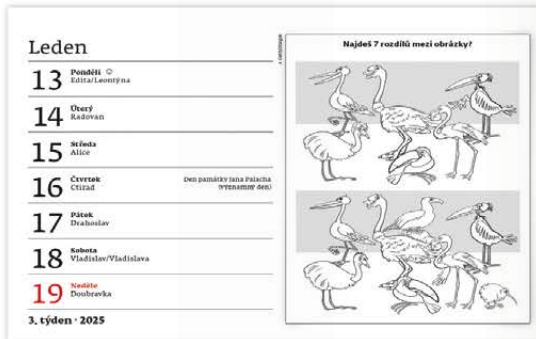 Leden
13 Pondělí
Edita/Leontýna
14 Úterý
Radovan
15 Středa
Alice
16 Čtvrtek
Ctirad
Den památky Jana Palacha
(významný den)
17 Pátek
Drahoslav
18 Sobota
Vladislav/Vladislava
19 Neděle
Doubravka
3. týden · 2025
Najdeš 7 rozdílů mezi obrázky?